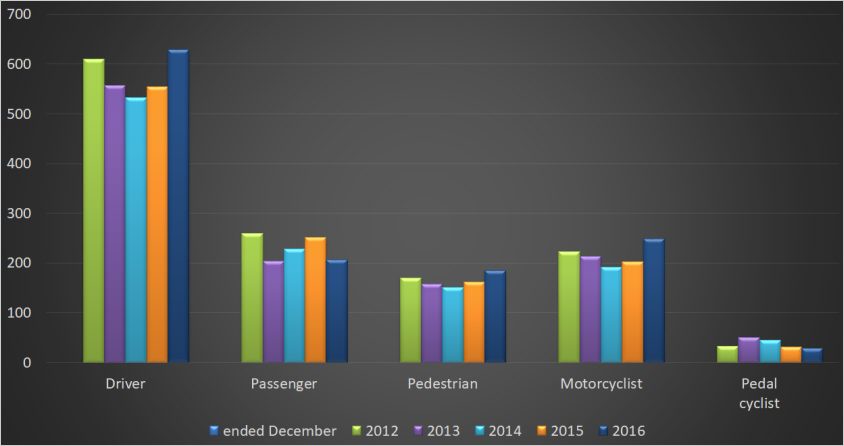 700
600
500
400
300
200
100
0
Driver
Passenger
Pedestrian
Motorcyclist
Pedal
cyclist
ended December 2012 2013 2014 2015 2016